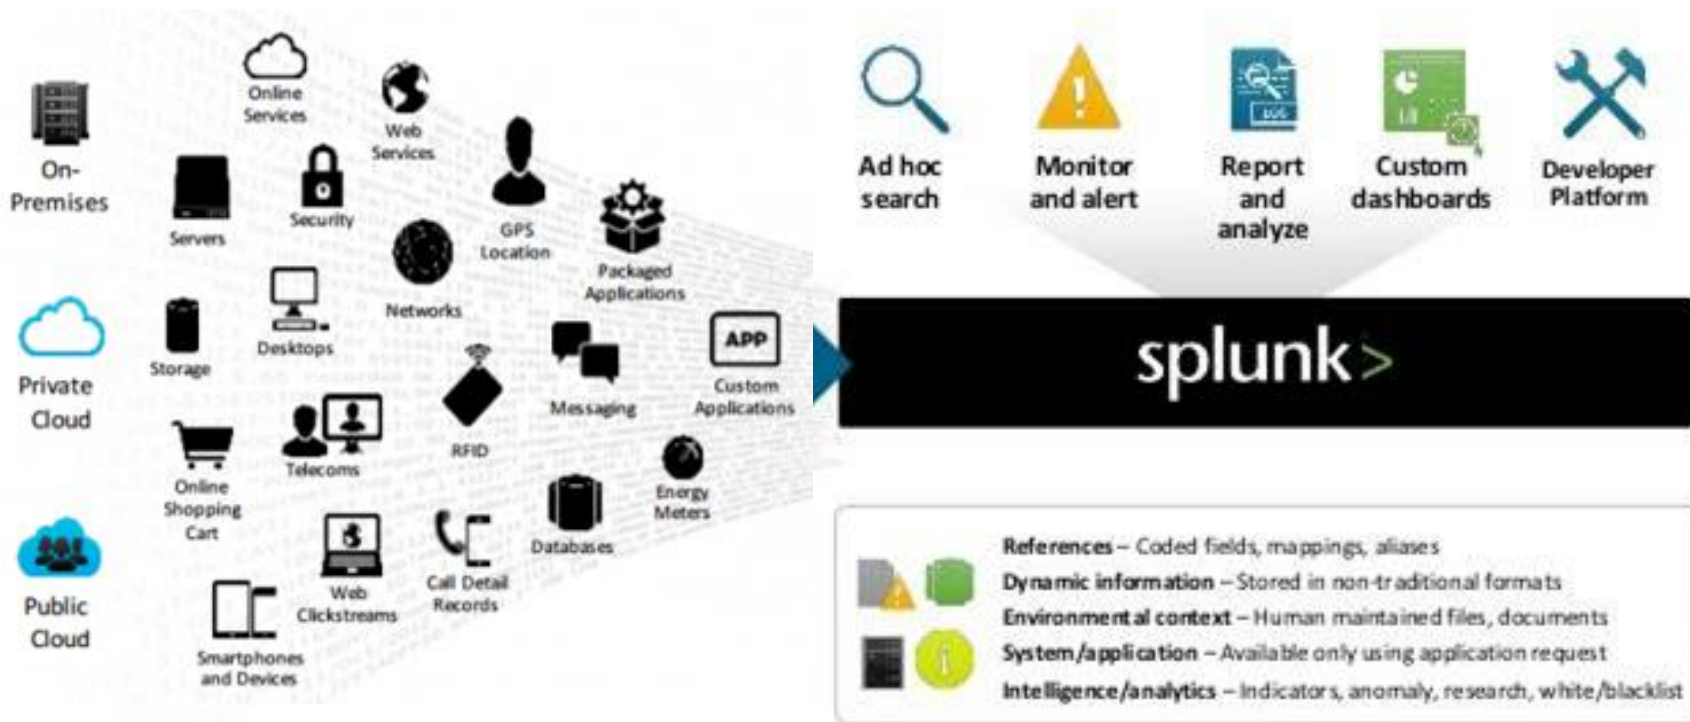 On-
Premises
Private
Cloud
Public
Cloud
Online
Services
Web
Services
Servers
Security
GPS
Location
Packaged
Applications
Networks
Storage
Desktops
Messaging
APP
Custom
Applications
RFID
Telecoms
Online
Shopping
Cart
Energy
Meters
Databases
Web
Clickstreams
Call Detail
Records
Smartphones
and Devices
Ad hoc
search
Monitor
and alert
LOG
Report
and
analyze
Custom
dashboards
Developer
Platform
splunk>
References – Coded fields, mappings, aliases
Dynamic information – Stored in non-traditional formats
Environmental context – Human maintained files, documents
System/application – Available only using application request
Intelligence/analytics – Indicators, anomaly, research, white/blacklist